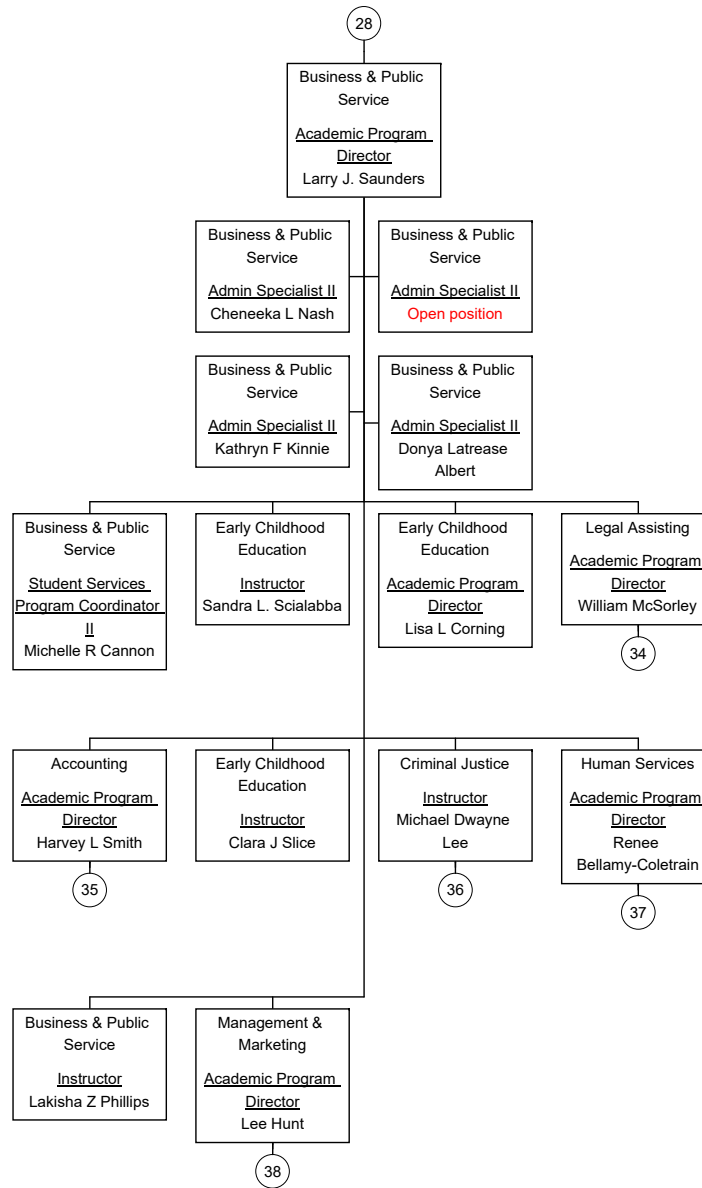 28
Business & Public
Service
Academic Program
Director
Larry J. Saunders
Business & Public
Service
Admin Specialist II
Cheneeka L Nash
Business & Public
Service
Admin Specialist II
Open position
Business & Public
Service
Admin Specialist II
Kathryn F Kinnie
Business & Public
Service
Admin Specialist II
Donya Latrease
Albert
Business & Public
Service
Student Services
Program Coordinator
II
Michelle R Cannon
Early Childhood
Education
Instructor
Sandra L. Scialabba
Early Childhood
Education
Academic Program
Director
Lisa L Corning
Legal Assisting
Academic Program
Director
William McSorley
34
Accounting
Academic Program
Director
Harvey L Smith
35
Early Childhood
Education
Instructor
Clara J Slice
Criminal Justice
Instructor
Michael Dwayne
Lee
36
Human Services
Academic Program
Director
Renee
Bellamy-Coletrain
37
Business & Public
Service
Instructor
Lakisha Z Phillips
Management &
Marketing
Academic Program
Director
Lee Hunt
38